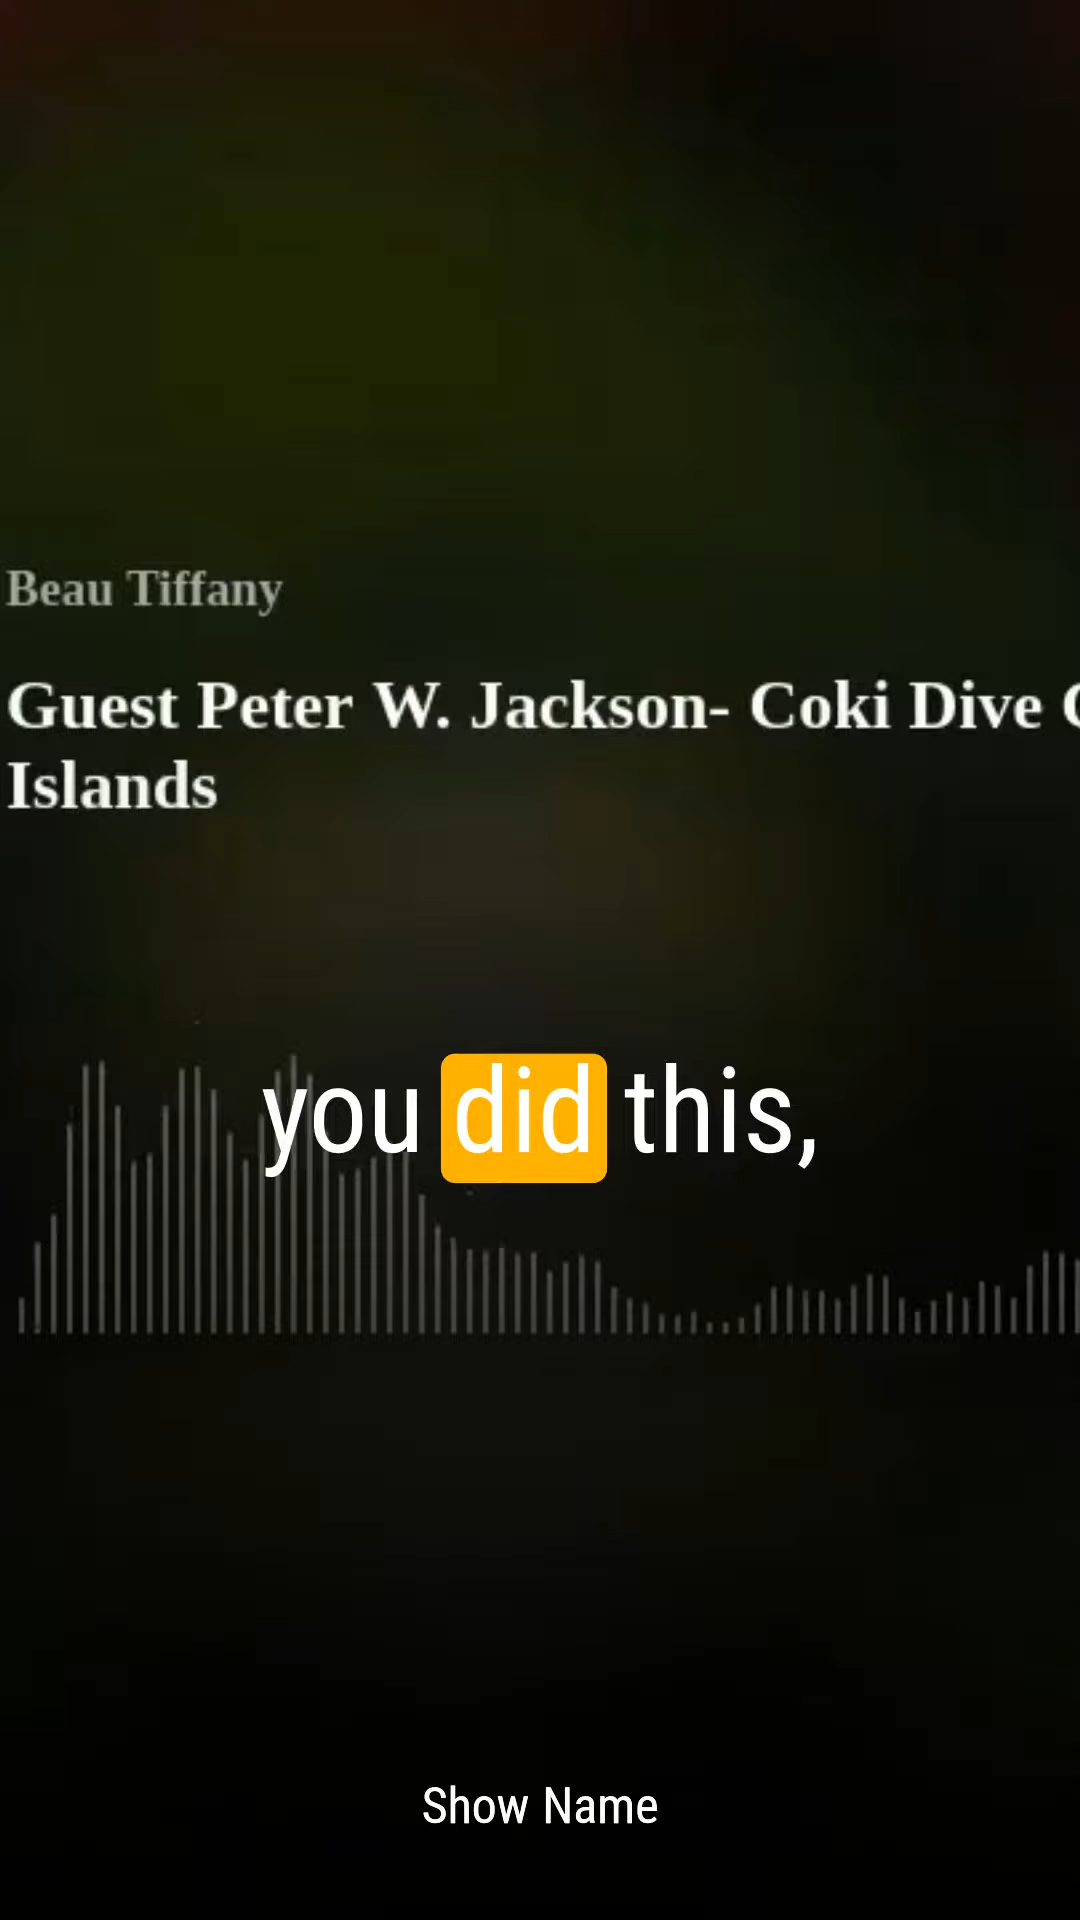 Beau Tiffany
Guest Peter W. Jackson- Coki Dive
Islands
you did this,
Show Name